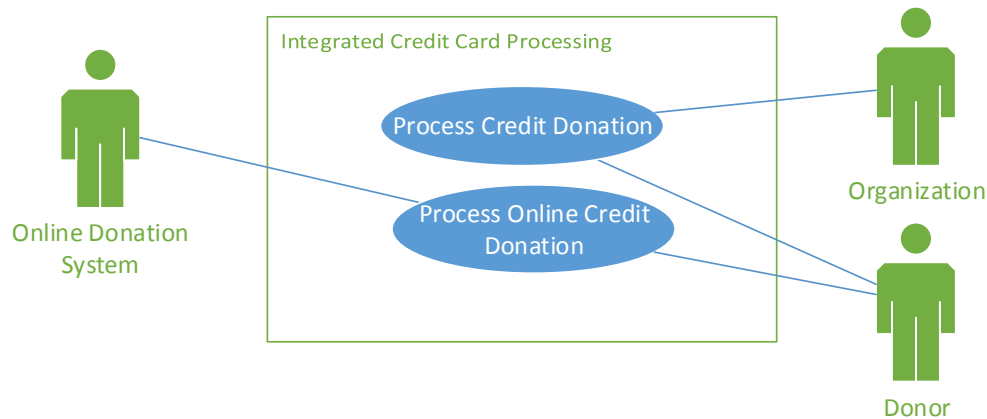 Integrated Credit Card Processing
Process Credit Donation
Process Online Credit
Donation
Online Donation
System
Organization
Donor